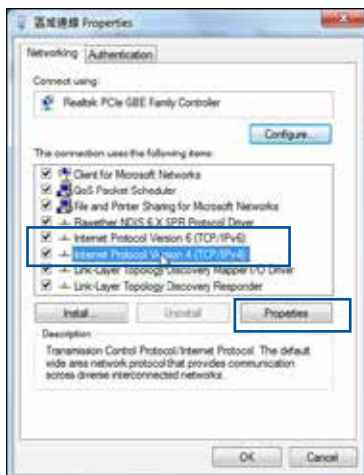 區域連線 Properties
Networking
Authentication
Connect using:
Realtek PCIe GBE Family Controller
Configure...
The connection uses the following items:
Client for Microsoft Networks
QoS Packet Scheduler
File and Printer Sharing for Microsoft Networks
Rawether NDIS 6.X SPR Protocol Driver
Internet Protocol Version 6 (TCP/IPv6)
Internet Protocol Version 4 (TCP/IPv4)
Link-Layer Topology Discovery Mapper I/O Driver
Link-Layer Topology Discovery Responder
Install...
Uninstall
Properties
Description
Transmission Control Protocol/Internet Protocol. The default
wide area network protocol that provides communication
across diverse interconnected networks.
OK
Cancel